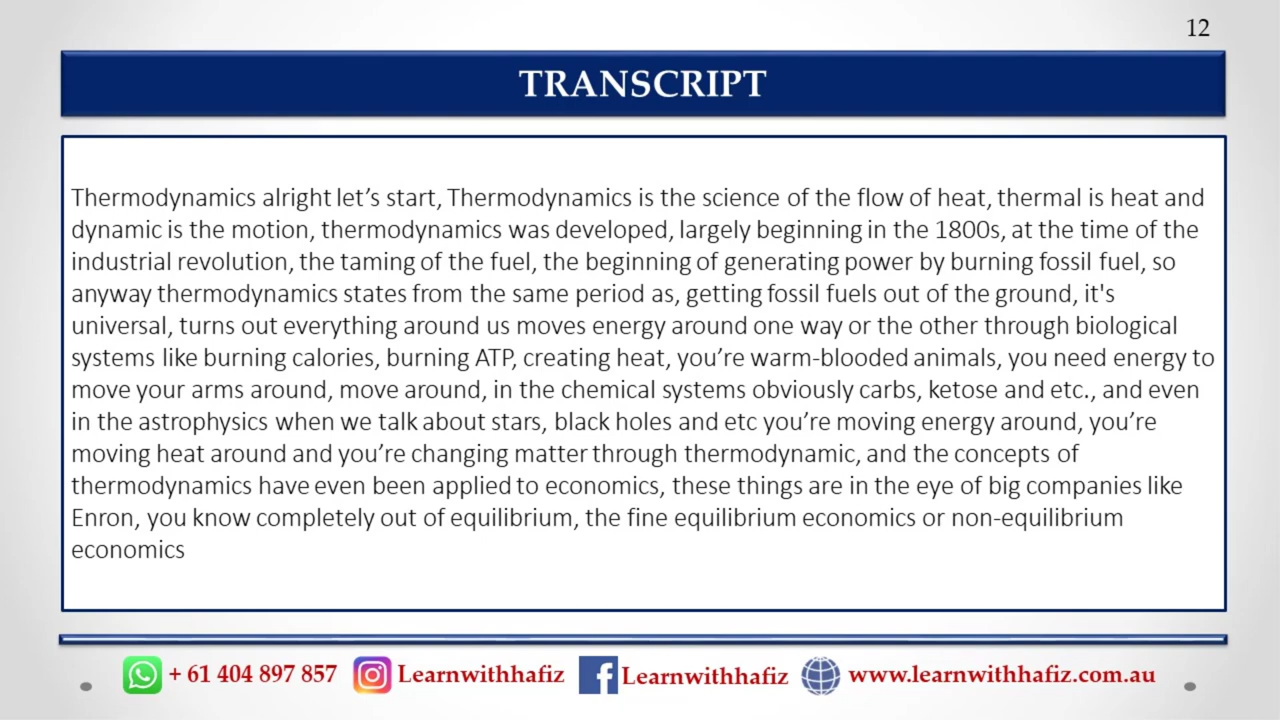 12
TRANSCRIPT
Thermodynamics alright let's start, Thermodynamics is the science of the flow of heat, thermal is heat and
dynamic is the motion, thermodynamics was developed, largely beginning in the 1800s, at the time of the
industrial revolution, the taming of the fuel, the beginning of generating power by burning fossil fuel, so
anyway thermodynamics states from the same period as, getting fossil fuels out of the ground, it's
universal, turns out everything around us moves energy around one way or the other through biological
systems like burning calories, burning ATP, creating heat, you're warm-blooded animals, you need energy to
move your arms around, move around, in the chemical systems obviously carbs, ketose and etc., and even
in the astrophysics when we talk about stars, black holes and etc you're moving energy around, you're
moving heat around and you're changing matter through thermodynamic, and the concepts of
thermodynamics have even been applied to economics, these things are in the eye of big companies like
Enron, you know completely out of equilibrium, the fine equilibrium economics or non-equilibrium
economics
+ 61 404 897 857 Learnwithhafiz Learnwithhafiz www.learnwithhafiz.com.au